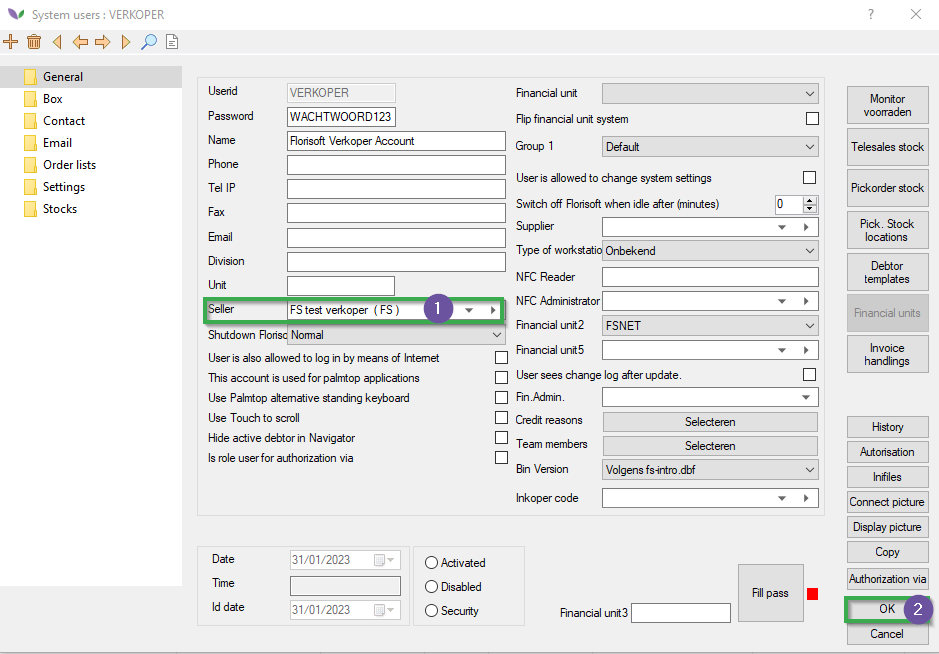 System users : VERKOPER
?
General
Box
Contact
Email
Order lists
Settings
Stocks
Userid
VERKOPER
Password
WACHTWOORD123
Name
Florisoft Verkoper Account
Phone
Tel IP
Fax
Email
Division
Unit
Seller
FS test verkoper ( FS )
1
Shutdown Floriso
Normal
User is also allowed to log in by means of Internet
This account is used for palmtop applications
Use Palmtop alternative standing keyboard
Use Touch to scroll
Hide active debtor in Navigator
Is role user for authorization via
Financial unit
Flip financial unit system
Group 1
Default
User is allowed to change system settings
Switch off Florisoft when idle after (minutes)
0
Supplier
Type of workstatio
Onbekend
NFC Reader
NFC Administrator
Financial unit2
FSNET
Financial unit5
User sees change log after update.
Fin.Admin.
Credit reasons
Selecteren
Team members
Selecteren
Bin Version
Volgens fs-intro.dbf
Inkoper code
Monitor
voorraden
Telesales stock
Pickorder stock
Pick. Stock
locations
Debtor
templates
Financial units
Invoice
handlings
History
Autorisation
Inifiles
Connect picture
Display picture
Copy
Authorization via
OK
2
Cancel
Date
31/01/2023
Time
Id date
31/01/2023
Activated
Disabled
Security
Financial unit3
Fill pass